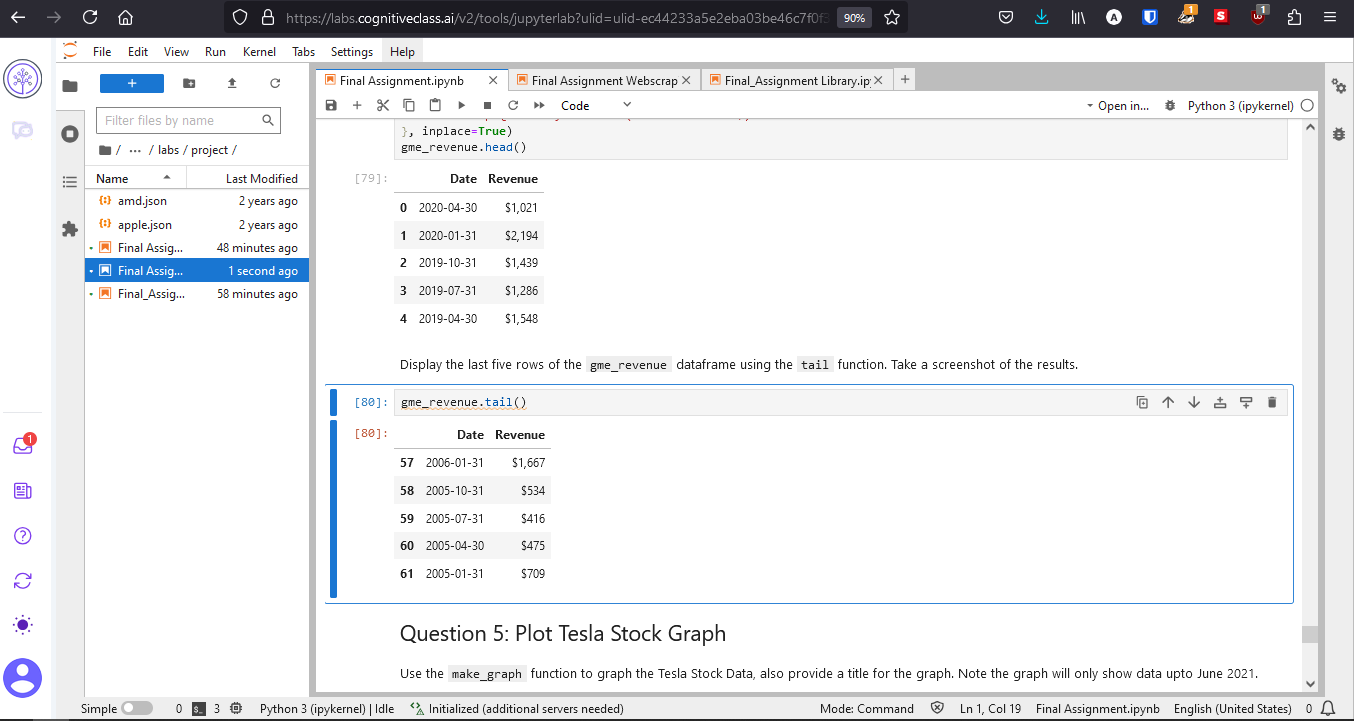 https://labs.cognitiveclass.ai/v2/tools/jupyterlab?ulid=ulid-ec44233a5e2eba03be46c7f0f
90%
1
A
S
1
File Edit View Run Kernel Tabs Settings Help
Final Assignment.ipynb
Final Assignment Webscrap
Final_Assignment Library.ip
Code
Open in...
Python 3 (ipykernel)
Filter files by name
/ ... / labs / project /
Name Last Modified
amd.json 2 years ago
apple.json 2 years ago
Final Assig... 48 minutes ago
Final Assig... 1 second ago
Final_Assig... 58 minutes ago
1
}, inplace=True)
gme_revenue.head()
[79]:
Date Revenue
0 2020-04-30 $1,021
1 2020-01-31 $2,194
2 2019-10-31 $1,439
3 2019-07-31 $1,286
4 2019-04-30 $1,548
Display the last five rows of the gme_revenue dataframe using the tail function. Take a screenshot of the results.
[80]: gme_revenue.tail()
[80]:
Date Revenue
57 2006-01-31 $1,667
58 2005-10-31 $534
59 2005-07-31 $416
60 2005-04-30 $475
61 2005-01-31 $709
Question 5: Plot Tesla Stock Graph
Use the make_graph function to graph the Tesla Stock Data, also provide a title for the graph. Note the graph will only show data upto June 2021.
Simple 0 $_ 3 Python 3 (ipykernel) | Idle Initialized (additional servers needed) Mode: Command Ln 1, Col 19 Final Assignment.ipynb English (United States) 0